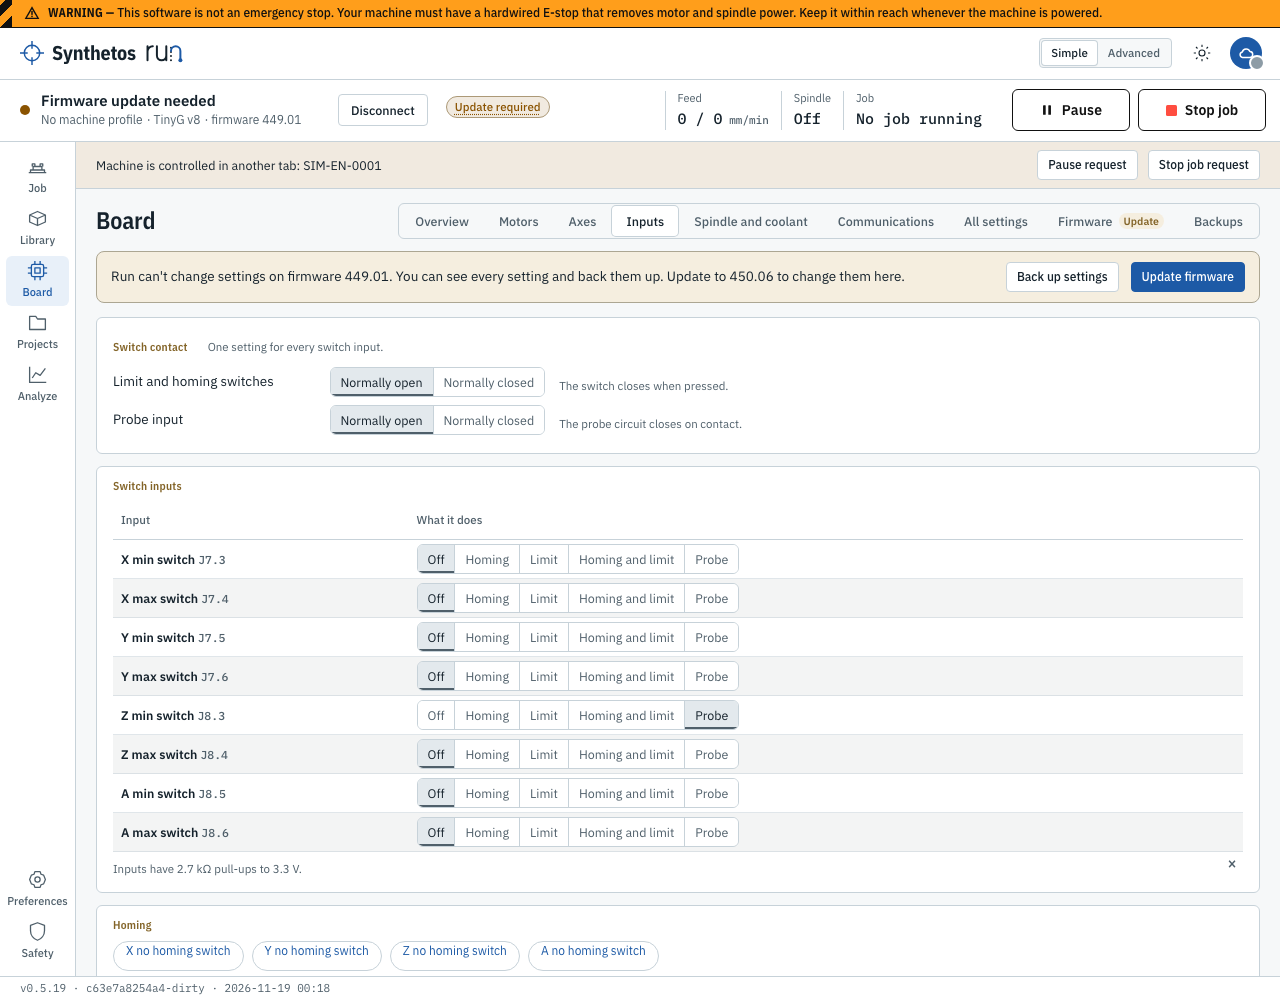 WARNING — This software is not an emergency stop. Your machine must have a hardwired E-stop that removes motor and spindle power. Keep it within reach whenever the machine is powered.
Synthetos run
Simple Advanced
Firmware update needed
No machine profile · TinyG v8 · firmware 449.01
Disconnect
Update required
Feed
0 / 0 mm/min
Spindle
Off
Job
No job running
Pause
Stop job
Job
Library
Board
Projects
Analyze
Preferences
Safety
Machine is controlled in another tab: SIM-EN-0001
Pause request
Stop job request
Board
Overview Motors Axes Inputs Spindle and coolant Communications All settings Firmware Update Backups
Run can't change settings on firmware 449.01. You can see every setting and back them up. Update to 450.06 to change them here.
Back up settings
Update firmware
Switch contact One setting for every switch input.
Limit and homing switches Normally open Normally closed The switch closes when pressed.
Probe input Normally open Normally closed The probe circuit closes on contact.
Switch inputs
Input What it does
X min switch J7.3 Off Homing Limit Homing and limit Probe
X max switch J7.4 Off Homing Limit Homing and limit Probe
Y min switch J7.5 Off Homing Limit Homing and limit Probe
Y max switch J7.6 Off Homing Limit Homing and limit Probe
Z min switch J8.3 Off Homing Limit Homing and limit Probe
Z max switch J8.4 Off Homing Limit Homing and limit Probe
A min switch J8.5 Off Homing Limit Homing and limit Probe
A max switch J8.6 Off Homing Limit Homing and limit Probe
Inputs have 2.7 kΩ pull-ups to 3.3 V.
×
Homing
X no homing switch Y no homing switch Z no homing switch A no homing switch
v0.5.19 · c63e7a8254a4-dirty · 2026-11-19 00:18